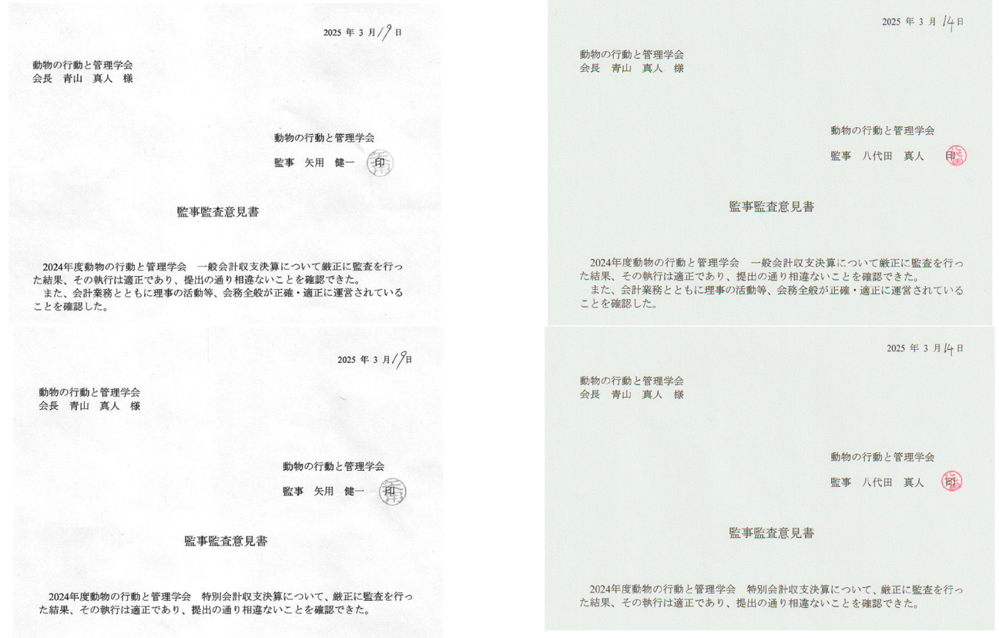 2025 年 3 月 19 日
動物の行動と管理学会
会長　青山　真人　様
動物の行動と管理学会
監事　矢用　健一　印
監事監査意見書
2024年度動物の行動と管理学会　一般会計収支決算について厳正に監査を行っ
た結果、その執行は適正であり、提出の通り相違ないことを確認できた。
また、会計業務とともに理事の活動等、会務全般が正確・適正に運営されている
ことを確認した。
2025 年 3 月 14 日
動物の行動と管理学会
会長　青山　真人　様
動物の行動と管理学会
監事　八代田　真人　印
監事監査意見書
2024年度動物の行動と管理学会　一般会計収支決算について厳正に監査を行っ
た結果、その執行は適正であり、提出の通り相違ないことを確認できた。
また、会計業務とともに理事の活動等、会務全般が正確・適正に運営されている
ことを確認した。
2025 年 3 月 19 日
動物の行動と管理学会
会長　青山　真人　様
動物の行動と管理学会
監事　矢用　健一　印
監事監査意見書
2024年度動物の行動と管理学会　特別会計収支決算について、厳正に監査を行っ
た結果、その執行は適正であり、提出の通り相違ないことを確認できた。
2025 年 3 月 14 日
動物の行動と管理学会
会長　青山　真人　様
動物の行動と管理学会
監事　八代田　真人　印
監事監査意見書
2024年度動物の行動と管理学会　特別会計収支決算について、厳正に監査を行っ
た結果、その執行は適正であり、提出の通り相違ないことを確認できた。